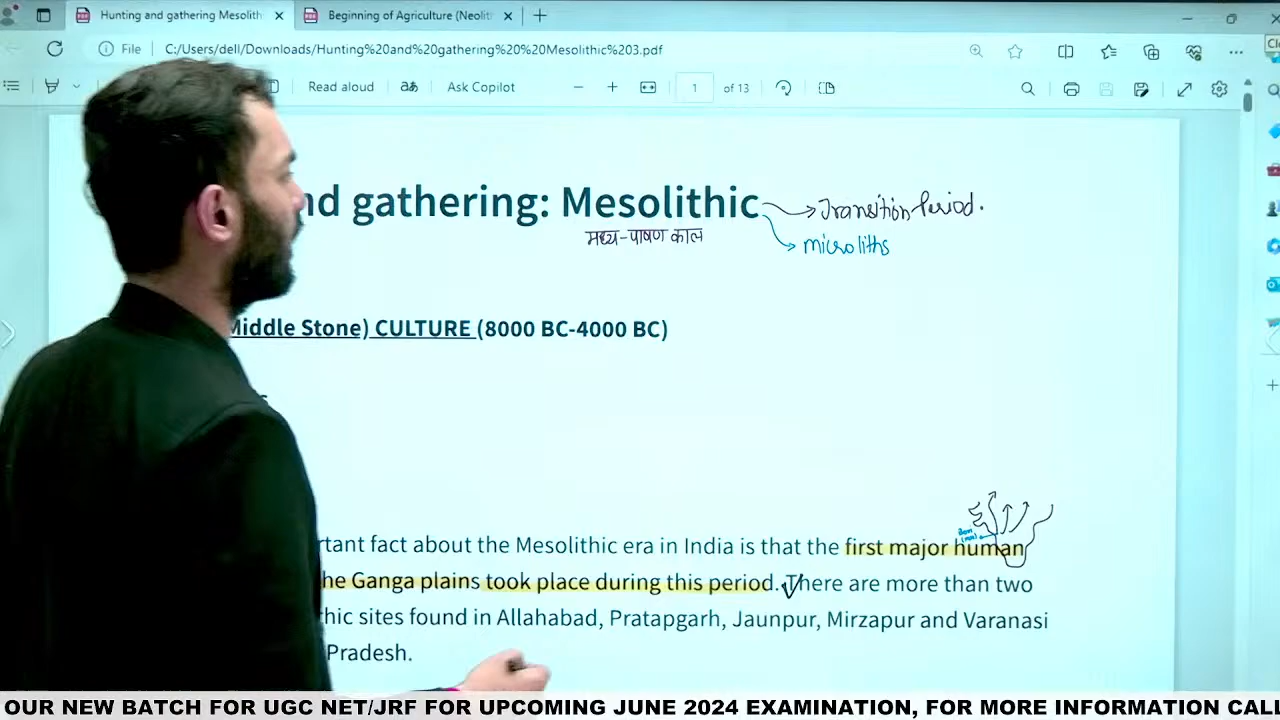 Hunting and gathering Mesolith
Beginning of Agriculture (Neolit
File C:/Users/dell/Downloads/Hunting%20and%20gathering%20%20Mesolithic%203.pdf
Read aloud aあ Ask Copilot 1 of 13
nd gathering: Mesolithic Transition Period.
मध्य-पाषण काल microliths
Middle Stone) CULTURE (8000 BC-4000 BC)
rtant fact about the Mesolithic era in India is that the first major human
he Ganga plains took place during this period. There are more than two
hic sites found in Allahabad, Pratapgarh, Jaunpur, Mirzapur and Varanasi
Pradesh.
OUR NEW BATCH FOR UGC NET/JRF FOR UPCOMING JUNE 2024 EXAMINATION, FOR MORE INFORMATION CALL